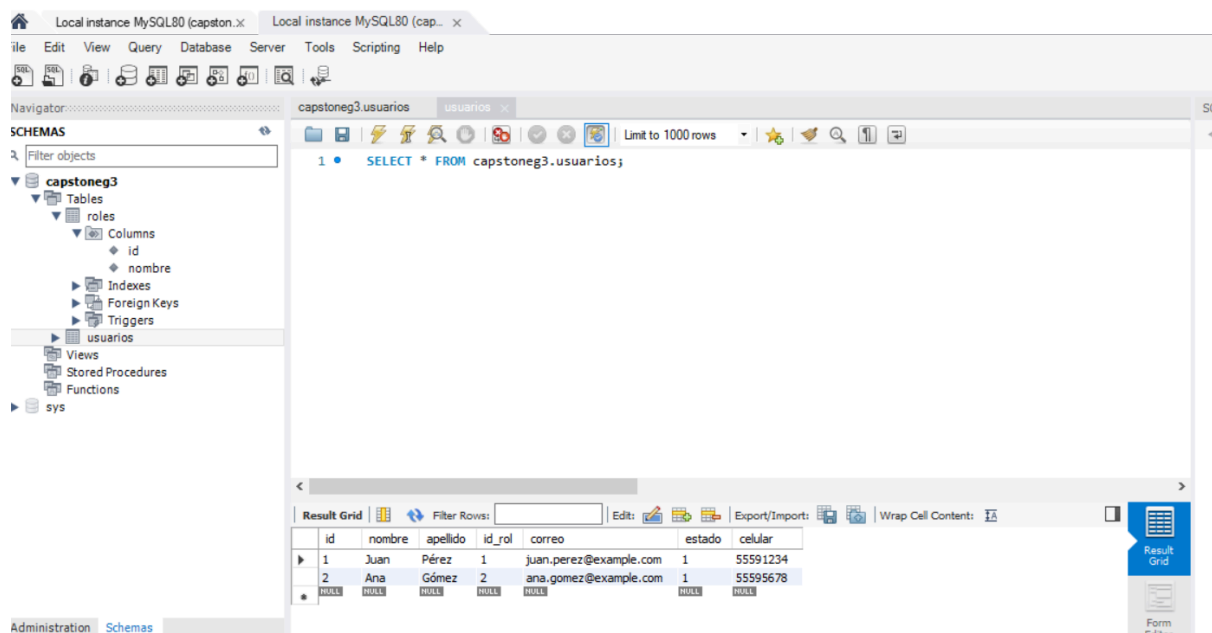 Local instance MySQL80 (capston. x
Local instance MySQL80 (cap... x
ile Edit View Query Database Server Tools Scripting Help
Navigator
SCHEMAS
Filter objects
capstoneg3
Tables
roles
Columns
id
nombre
Indexes
Foreign Keys
Triggers
usuarios
Views
Stored Procedures
Functions
sys
Administration Schemas
capstoneg3.usuarios usuarios x
Limit to 1000 rows
1 SELECT * FROM capstoneg3.usuarios;
Result Grid Filter Rows: Edit: Export/Import: Wrap Cell Content:
id nombre apellido id_rol correo estado celular
1 Juan Pérez 1 juan.perez@example.com 1 55591234
2 Ana Gómez 2 ana.gomez@example.com 1 55595678
NULL NULL NULL NULL NULL NULL NULL
Result
Grid
Form